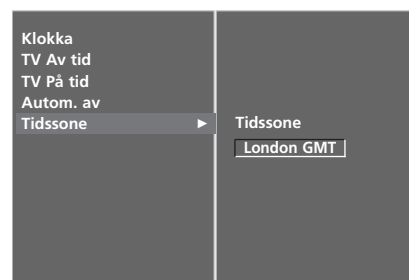 Klokka
TV Av tid
TV På tid
Autom. av
Tidssone ►
Tidssone
London GMT